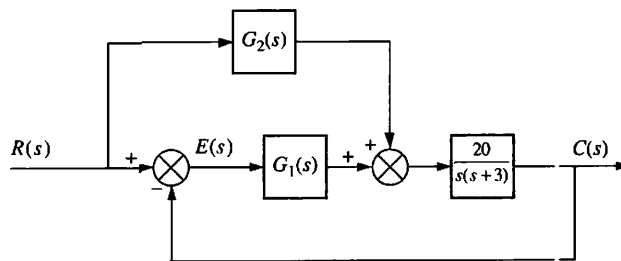 G₂(s)
R(s)
+
−
E(s)
G₁(s)
+
+
20
s(s+3)
C(s)